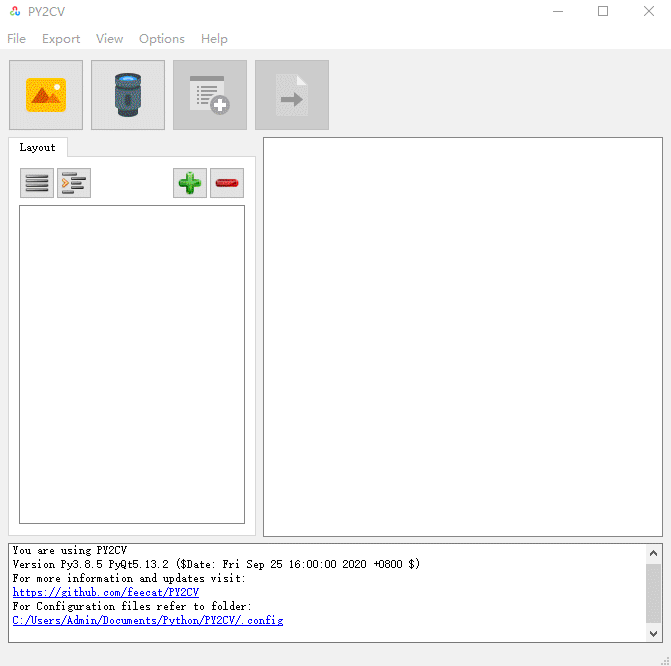 PY2CV
File Export View Options Help
Layout
You are using PY2CV
Version Py3.8.5 PyQt5.13.2 ($Date: Fri Sep 25 16:00:00 2020 +0800 $)
For more information and updates visit:
https://github.com/feecat/PY2CV
For Configuration files refer to folder:
C:/Users/Admin/Documents/Python/PY2CV/.config